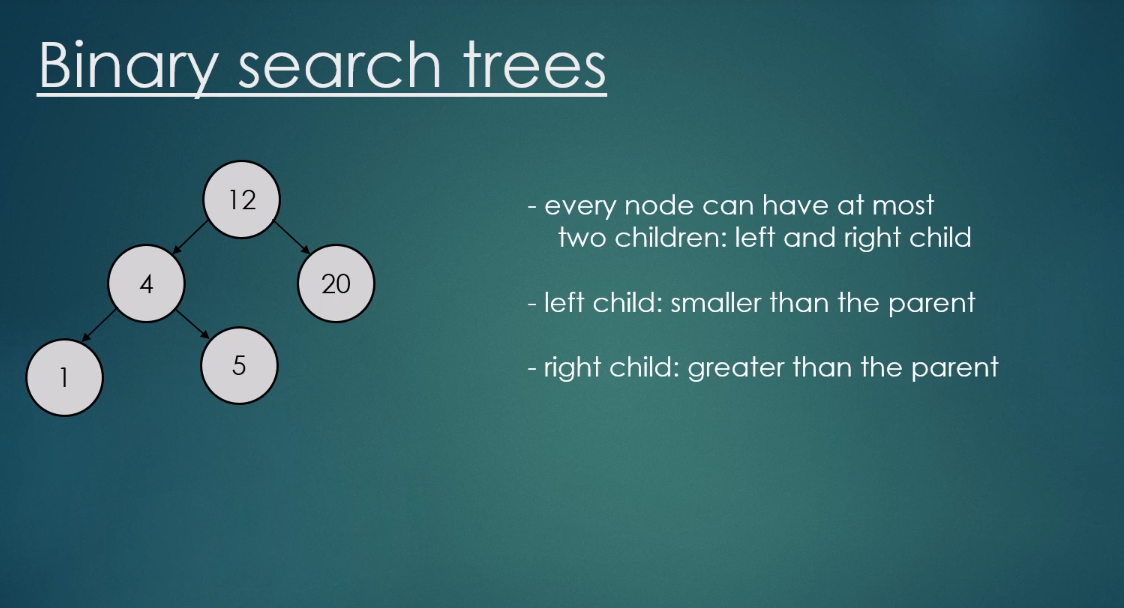 Binary search trees
12
4
20
1
5
- every node can have at most
two children: left and right child
- left child: smaller than the parent
- right child: greater than the parent